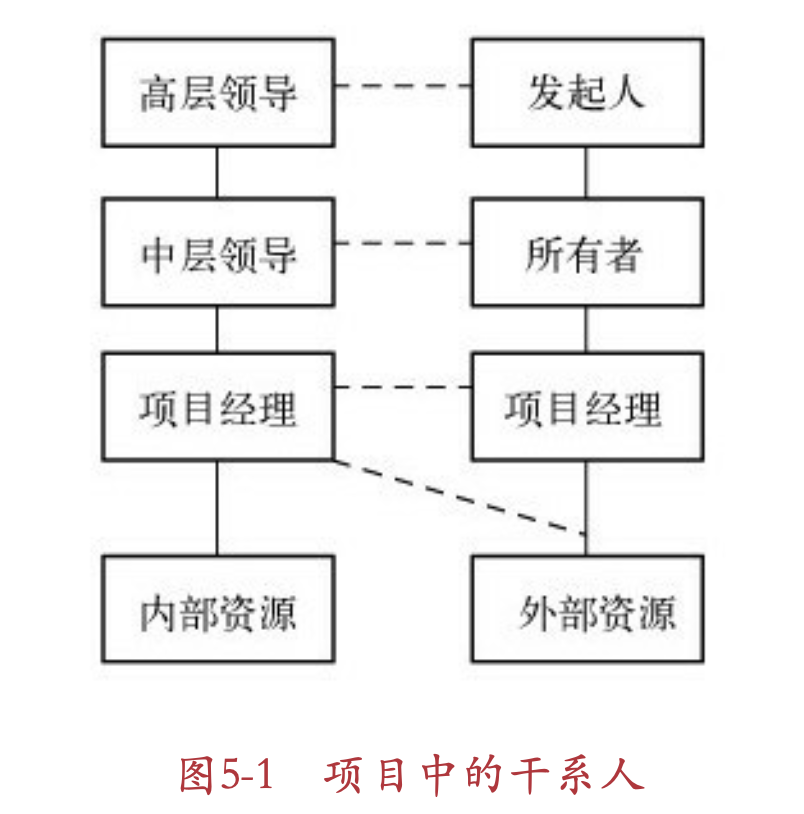 高层领导 发起人
中层领导 所有者
项目经理 项目经理
内部资源 外部资源
图5-1 项目中的干系人